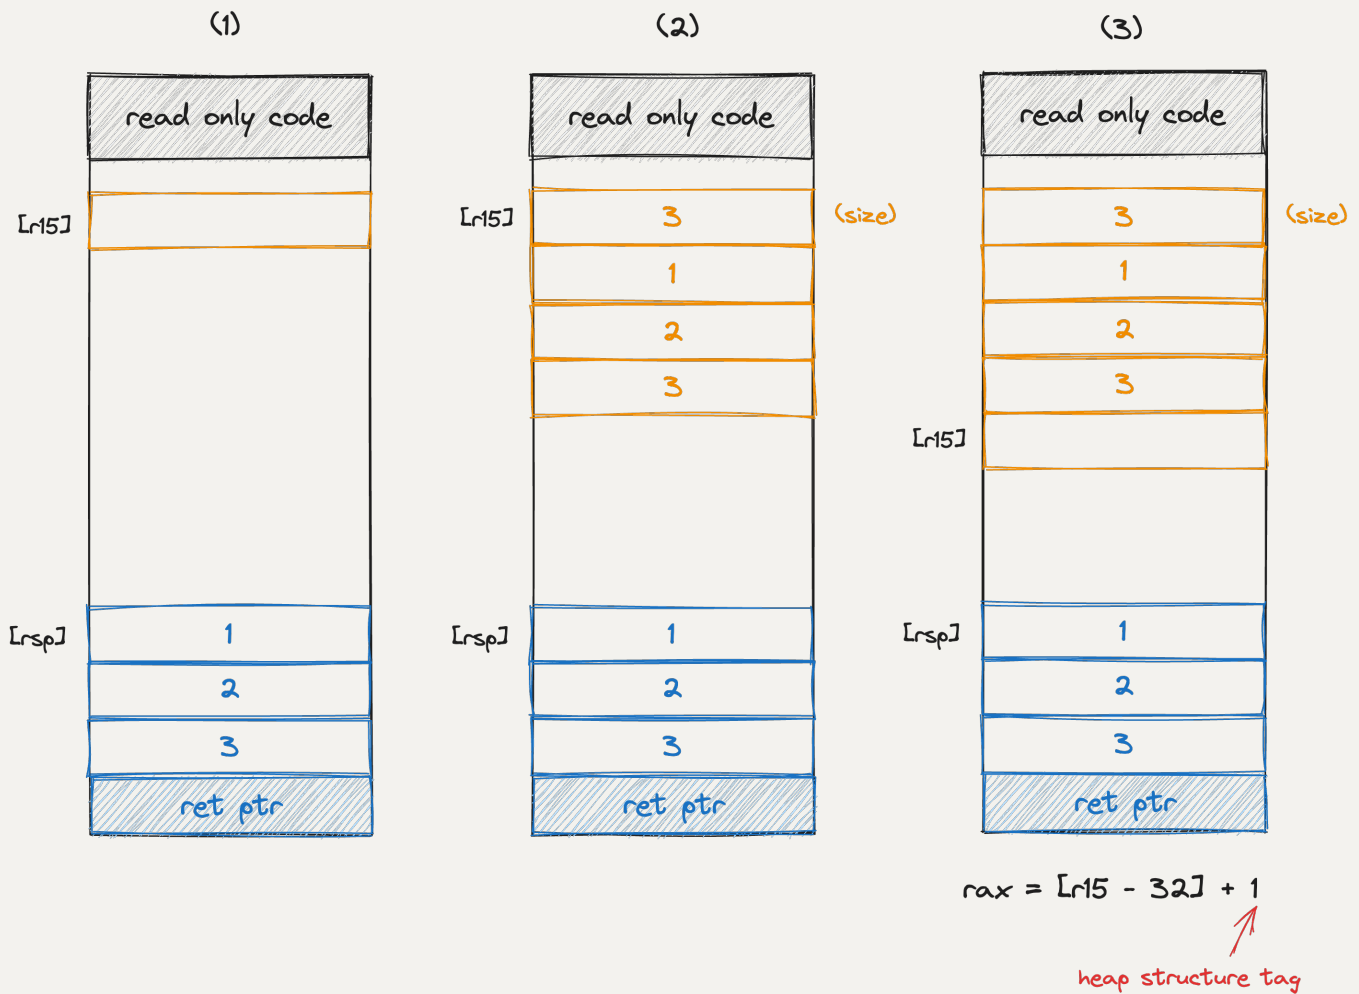 (1)
read only code
[r15]
[rsp]
1
2
3
ret ptr
(2)
read only code
[r15]
3
(size)
1
2
3
[rsp]
1
2
3
ret ptr
(3)
read only code
3
(size)
1
2
3
[r15]
[rsp]
1
2
3
ret ptr
rax = [r15 - 32] + 1
heap structure tag